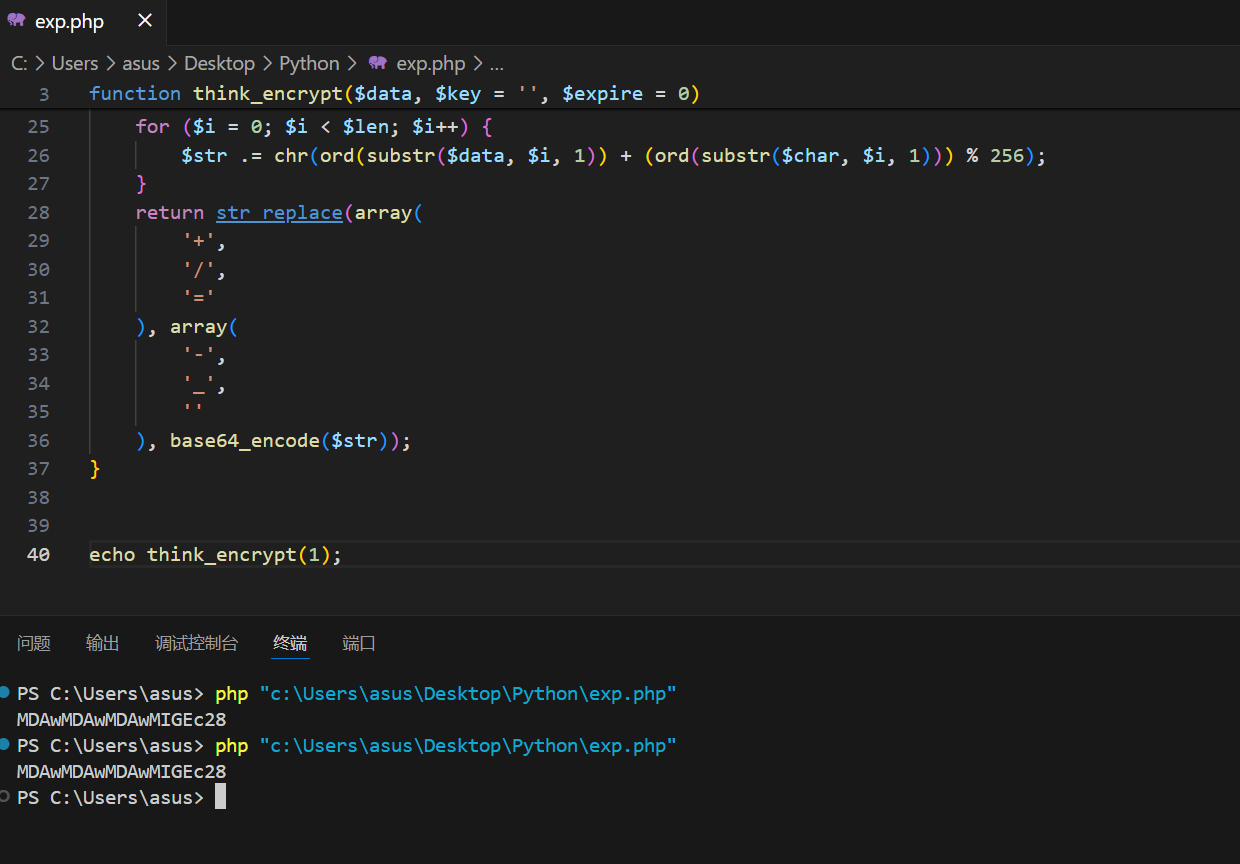 exp.php ×
C: > Users > asus > Desktop > Python > exp.php > ...
3 function think_encrypt($data, $key = '', $expire = 0)
25 for ($i = 0; $i < $len; $i++) {
26 $str .= chr(ord(substr($data, $i, 1)) + (ord(substr($char, $i, 1))) % 256);
27 }
28 return str_replace(array(
29 '+',
30 '/',
31 '='
32 ), array(
33 '-',
34 '_',
35 ''
36 ), base64_encode($str));
37 }
38
39
40 echo think_encrypt(1);
问题 输出 调试控制台 终端 端口
PS C:\Users\asus> php "c:\Users\asus\Desktop\Python\exp.php"
MDAwMDAwMDAwMIGEc28
PS C:\Users\asus> php "c:\Users\asus\Desktop\Python\exp.php"
MDAwMDAwMDAwMIGEc28
PS C:\Users\asus>